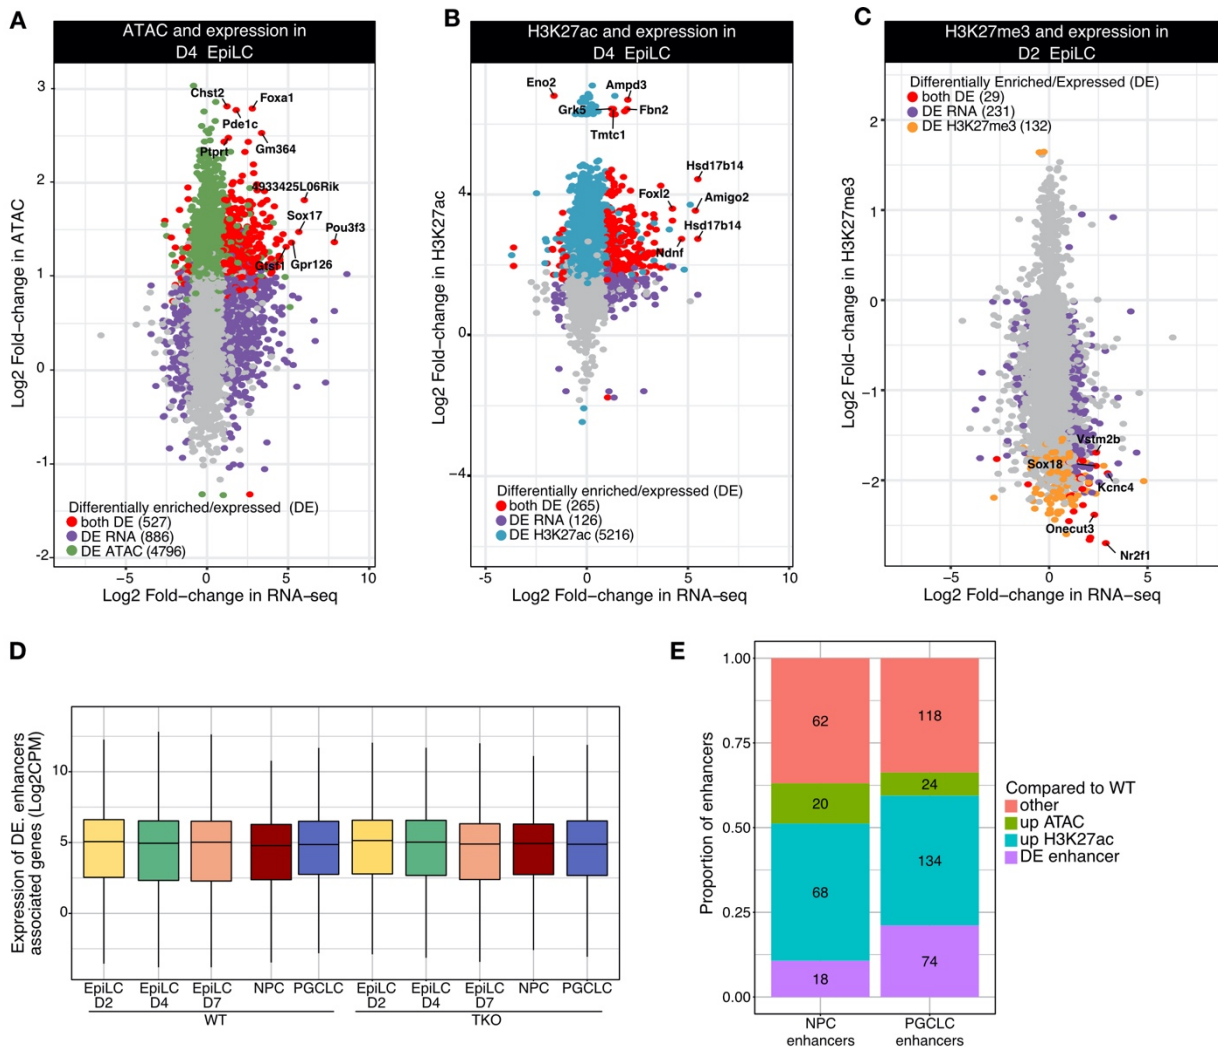 A
ATAC and expression in
D4 EpiLC
Log2 Fold-change in ATAC
3
2
1
0
-1
-2
Chst2
Foxa1
Pde1c
Ptprt
Gm364
4933425L06Rik
Sox17
Pou3f3
Gtsf1
Gpr126
Differentially enriched/expressed (DE)
both DE (527)
DE RNA (886)
DE ATAC (4796)
-5
0
5
10
Log2 Fold-change in RNA-seq
B
H3K27ac and expression in
D4 EpiLC
Log2 Fold-change in H3K27ac
4
0
-4
Eno2
Ampd3
Grk5
Fbn2
Tmtc1
Hsd17b14
Foxl2
Amigo2
Hsd17b14
Ndnf
Differentially enriched/expressed (DE)
both DE (265)
DE RNA (126)
DE H3K27ac (5216)
-5
0
5
10
Log2 Fold-change in RNA-seq
C
H3K27me3 and expression in
D2 EpiLC
Log2 Fold-change in H3K27me3
Differentially Enriched/Expressed (DE)
both DE (29)
DE RNA (231)
DE H3K27me3 (132)
2
1
0
-1
-2
Vstm2b
Sox18
Kcnc4
Onecut3
Nr2f1
-5
0
5
Log2 Fold-change in RNA-seq
D
Expression of DE. enhancers
associated genes (Log2CPM)
10
5
0
EpiLC
D2
EpiLC
D4
EpiLC
D7
NPC
PGCLC
EpiLC
D2
EpiLC
D4
EpiLC
D7
NPC
PGCLC
WT
TKO
E
Proportion of enhancers
1.00
0.75
0.50
0.25
0.00
62
20
68
18
118
24
134
74
NPC
enhancers
PGCLC
enhancers
Compared to WT
other
up ATAC
up H3K27ac
DE enhancer